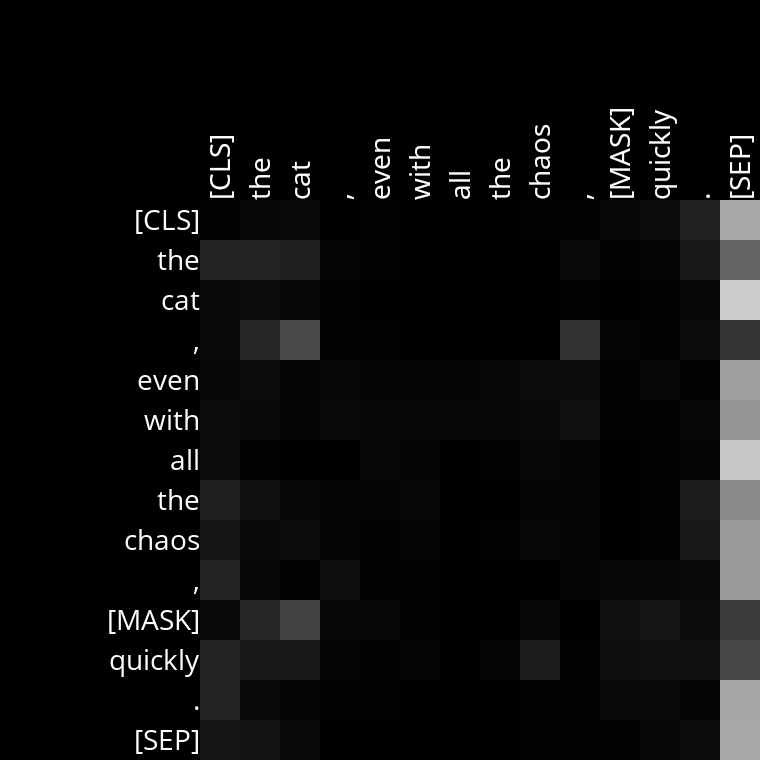 [CLS] the cat , even with all the chaos , [MASK] quickly . [SEP]
[CLS]
the
cat
,
even
with
all
the
chaos
,
[MASK]
quickly
.
[SEP]